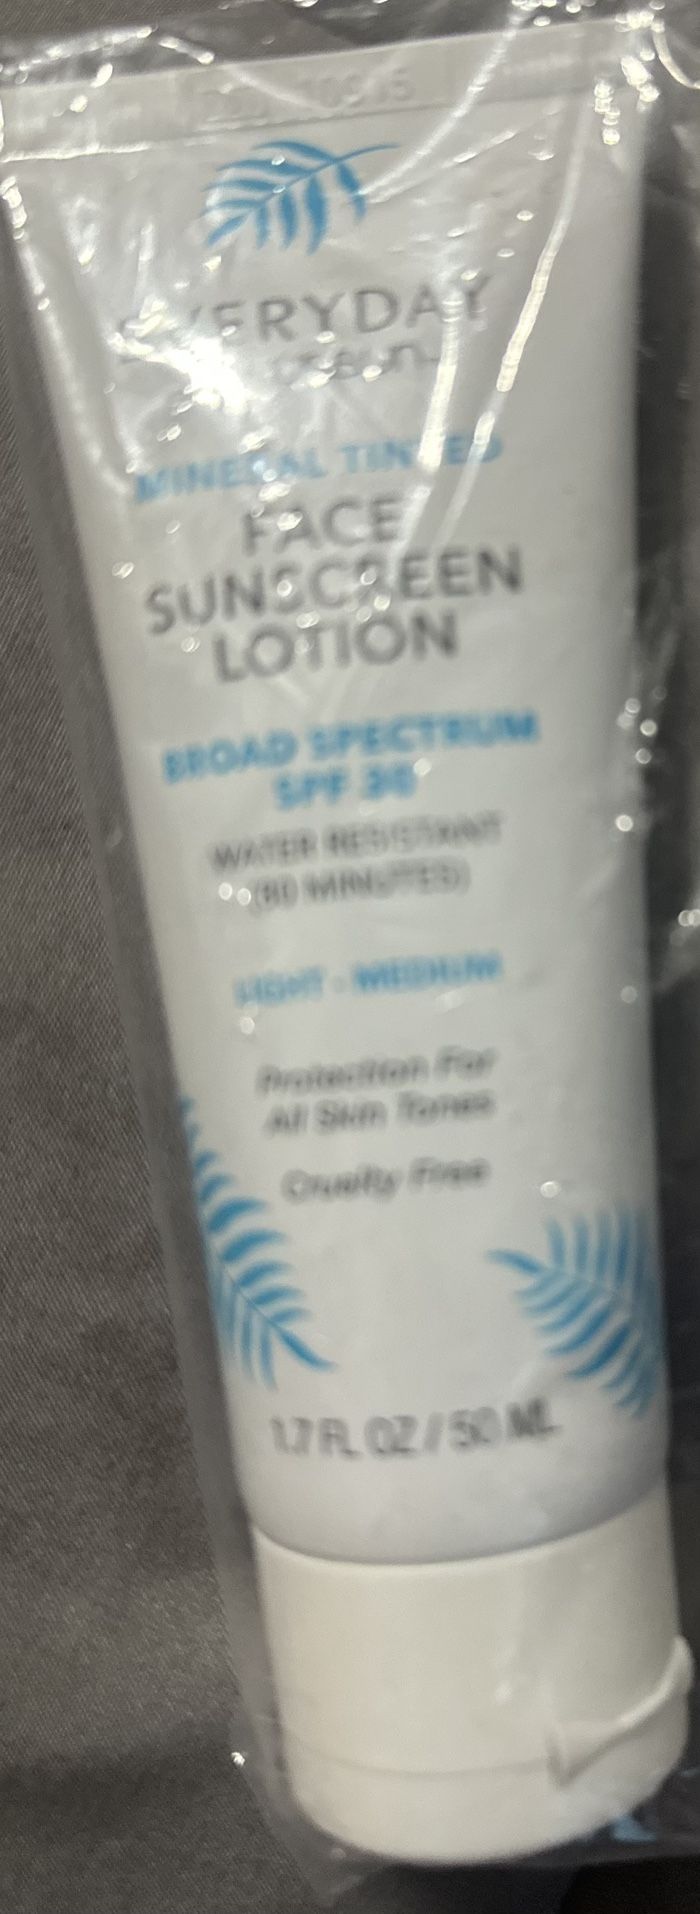 EVERYDAY
MINERAL TINTED
FACE
SUNSCREEN
LOTION
BROAD SPECTRUM
SPF 30
WATER RESISTANT
(80 MINUTES)
LIGHT - MEDIUM
Protection For
All Skin Tones
Cruelty Free
1.7 FL OZ / 50 ML